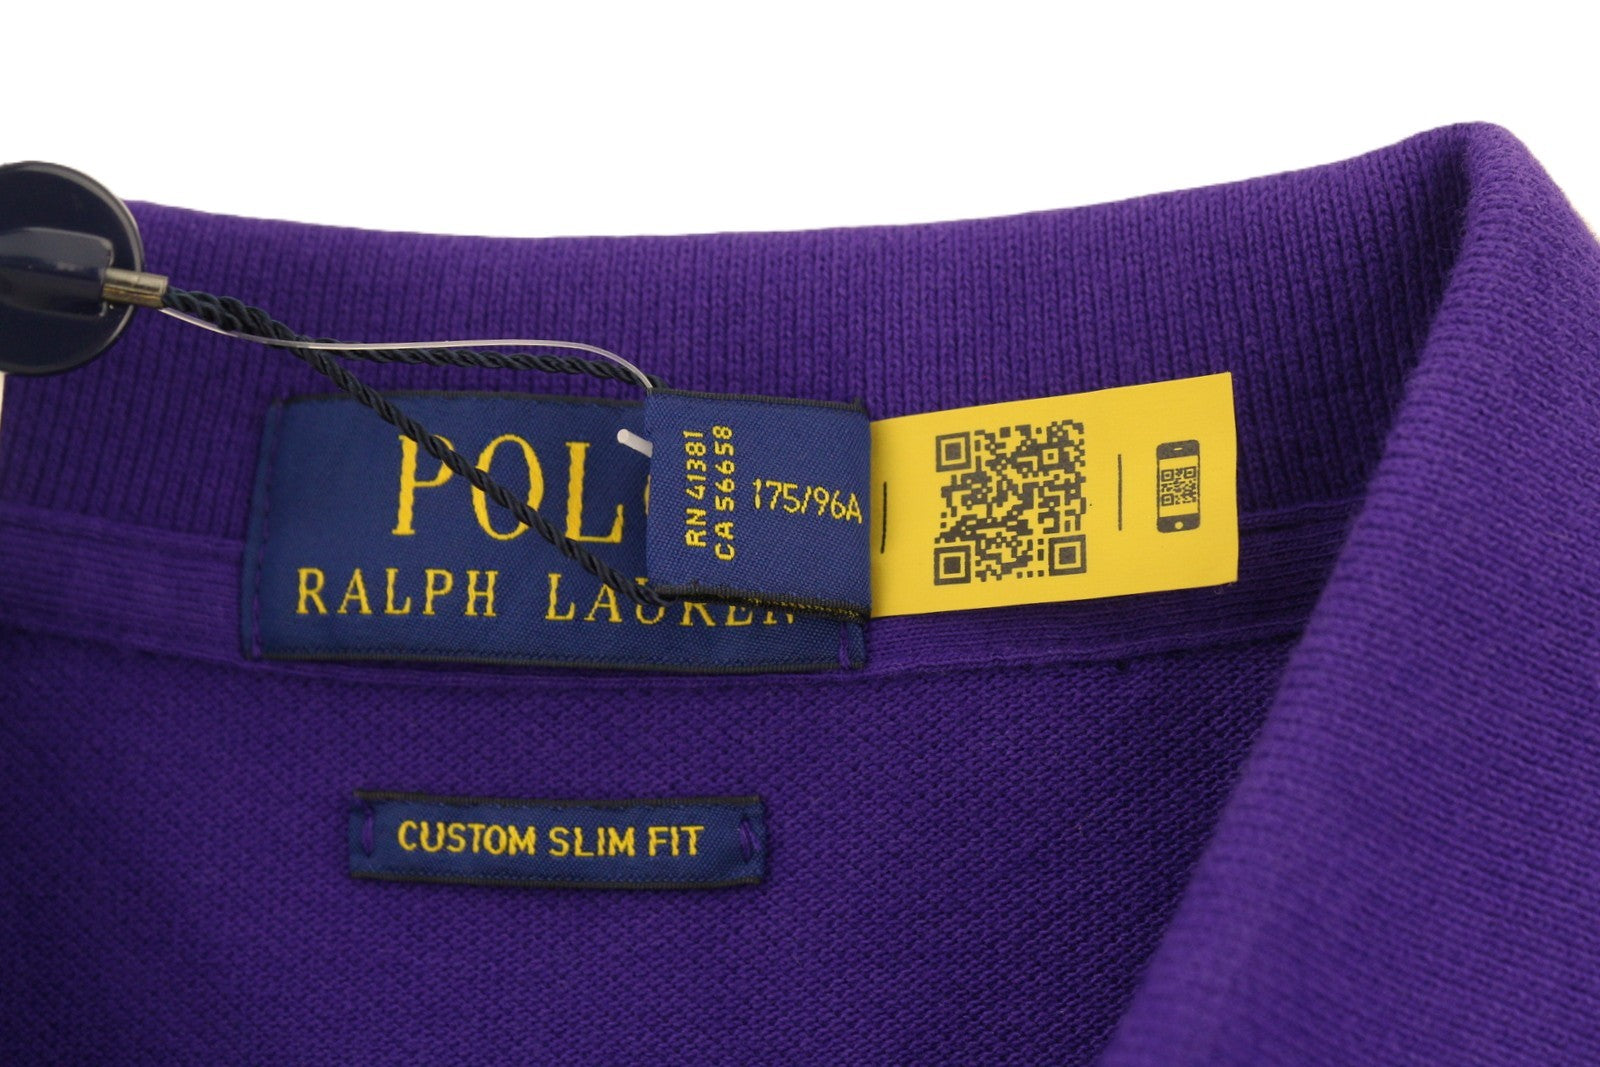 POLO
RALPH LAUREN
RN 41381
CA 56658
175/96A
CUSTOM SLIM FIT